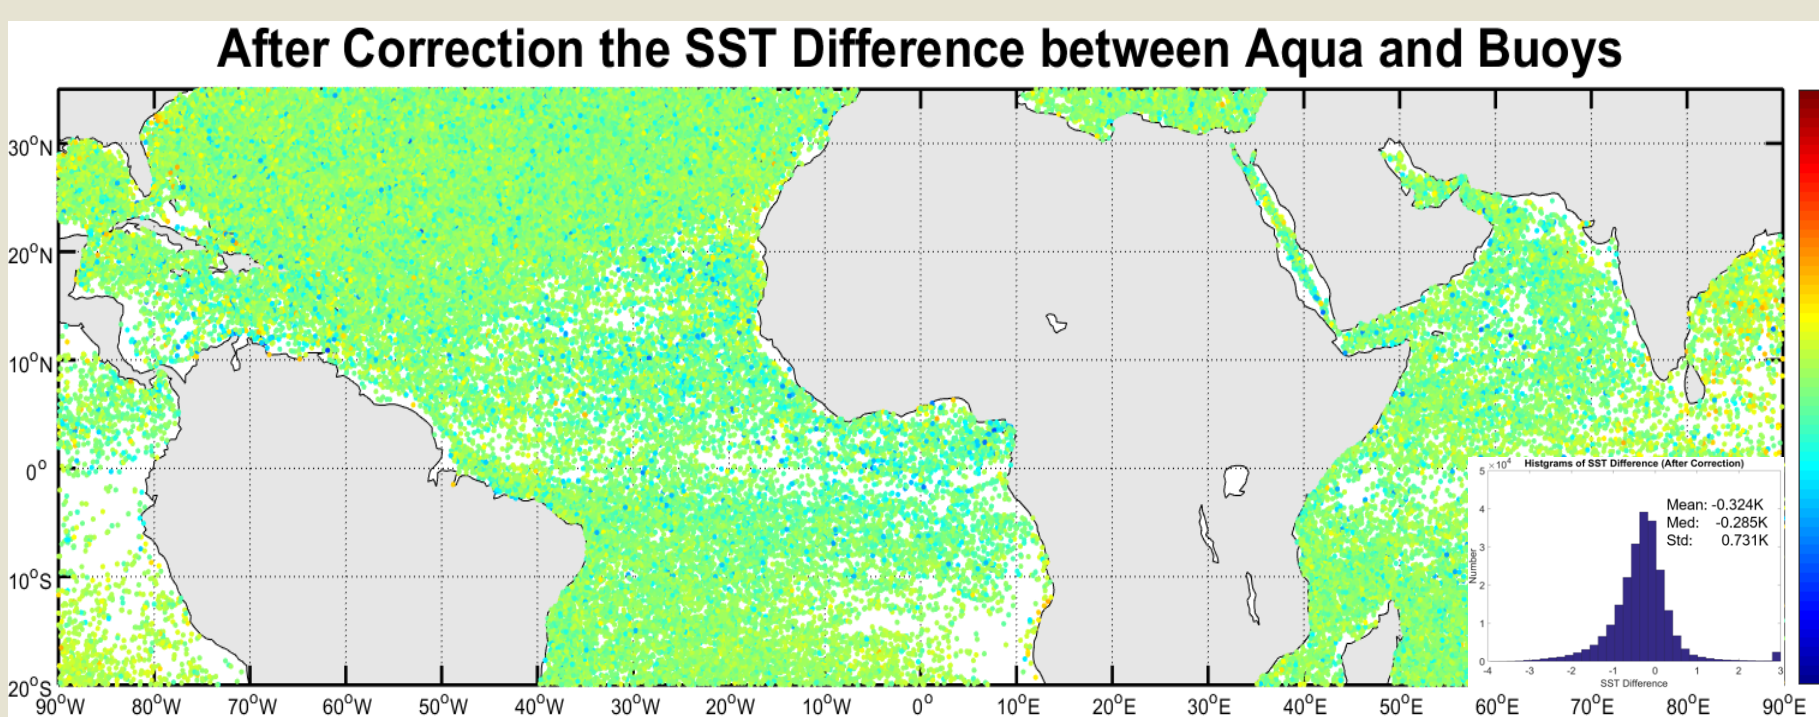 After Correction the SST Difference between Aqua and Buoys
30°N
20°N
10°N
0°
10°S
20°S
90°W 80°W 70°W 60°W 50°W 40°W 30°W 20°W 10°W 0° 10°E 20°E 30°E 40°E 50°E 60°E 70°E 80°E 90°E
Histgrams of SST Difference (After Correction)
×10⁴
5
4
3
2
1
0
Number
Mean: -0.324K
Med: -0.285K
Std: 0.731K
-4 -3 -2 -1 0 1 2 3
SST Difference